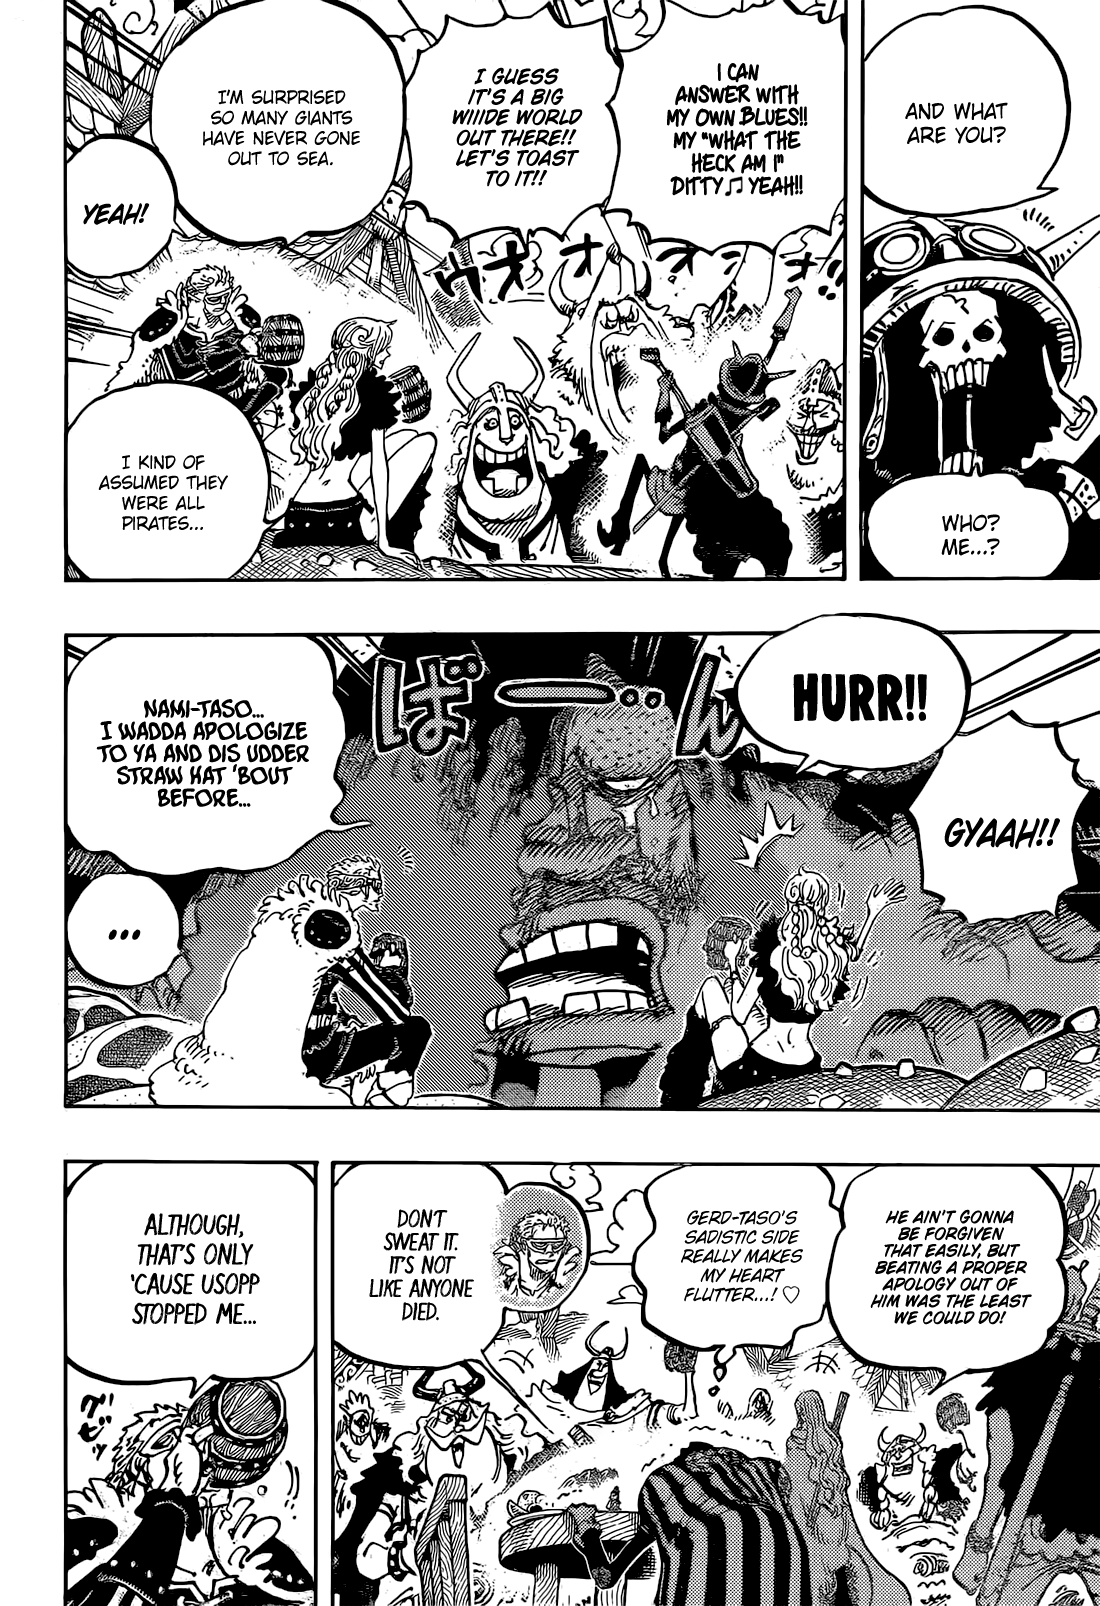 AND WHAT
ARE YOU?
WHO?
ME...?
I CAN
ANSWER WITH
MY OWN BLUES!!
MY "WHAT THE
HECK AM I"
DITTY♫YEAH!!
I GUESS
IT'S A BIG
WIIIDE WORLD
OUT THERE!!
LET'S TOAST
TO IT!!
I'M SURPRISED
SO MANY GIANTS
HAVE NEVER GONE
OUT TO SEA.
YEAH!
I KIND OF
ASSUMED THEY
WERE ALL
PIRATES...
ウオオオオ!!
HURR!!
GYAAH!!
ばーーん
NAMI-TASO...
I WADDA APOLOGIZE
TO YA AND DIS UDDER
STRAW HAT 'BOUT
BEFORE...
...
HE AIN'T GONNA
BE FORGIVEN
THAT EASILY, BUT
BEATING A PROPER
APOLOGY OUT OF
HIM WAS THE LEAST
WE COULD DO!
GERD-TASO'S
SADISTIC SIDE
REALLY MAKES
MY HEART
FLUTTER...! ♡
DON'T
SWEAT IT.
IT'S NOT
LIKE ANYONE
DIED.
ALTHOUGH,
THAT'S ONLY
'CAUSE USOPP
STOPPED ME...